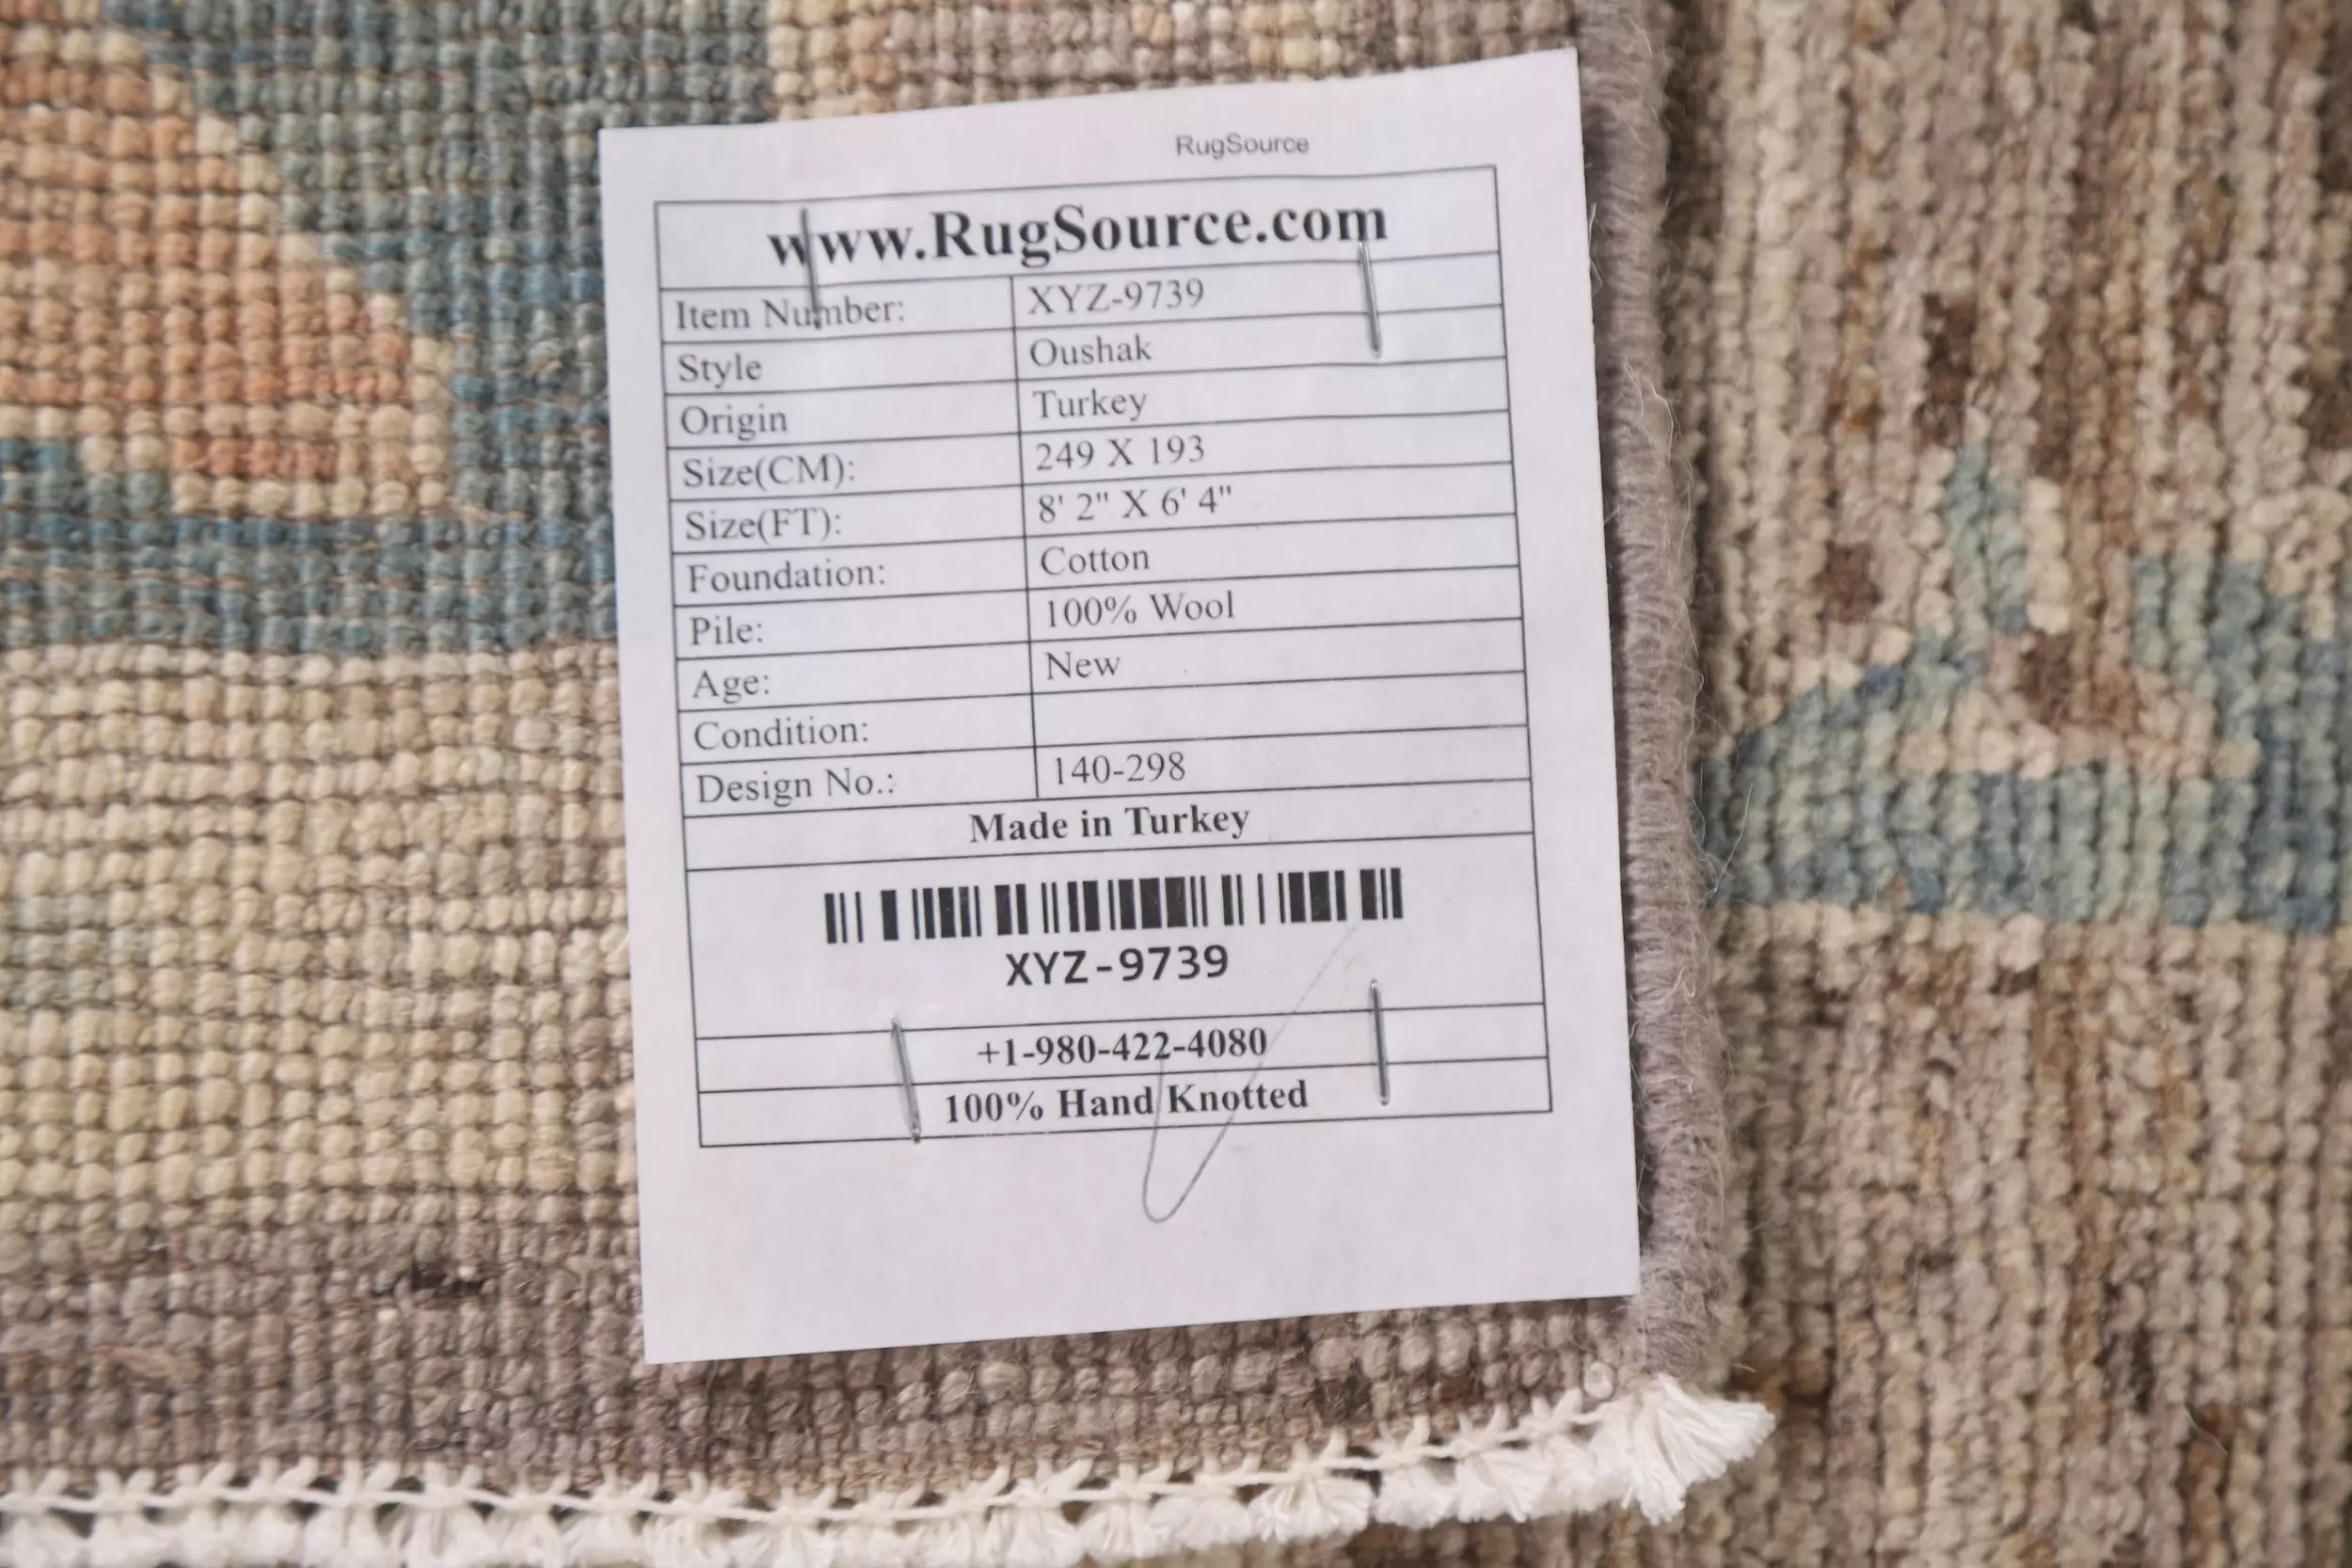 RugSource
www.RugSource.com
Item Number: XYZ-9739
Style Oushak
Origin Turkey
Size(CM): 249 X 193
Size(FT): 8' 2" X 6' 4"
Foundation: Cotton
Pile: 100% Wool
Age: New
Condition:
Design No.: 140-298
Made in Turkey
XYZ-9739
+1-980-422-4080
100% Hand Knotted